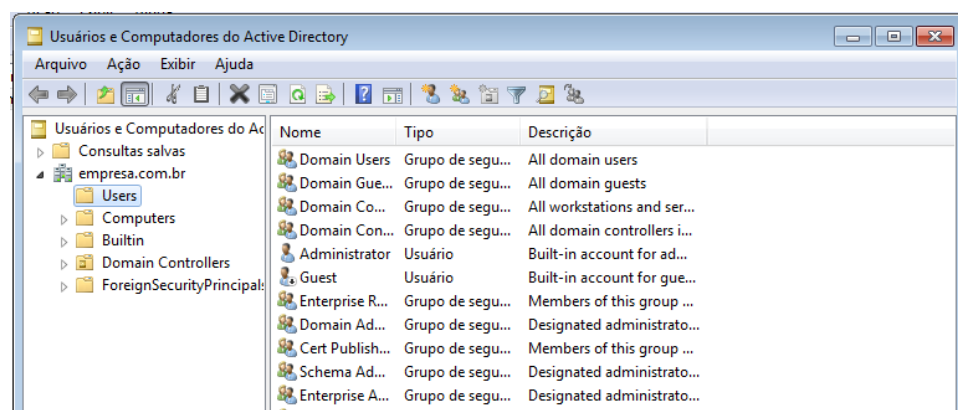 Usuários e Computadores do Active Directory
Arquivo Ação Exibir Ajuda
Usuários e Computadores do Ac
Consultas salvas
empresa.com.br
Users
Computers
Builtin
Domain Controllers
ForeignSecurityPrincipals
Nome Tipo Descrição
Domain Users Grupo de segu... All domain users
Domain Gue... Grupo de segu... All domain guests
Domain Co... Grupo de segu... All workstations and ser...
Domain Con... Grupo de segu... All domain controllers i...
Administrator Usuário Built-in account for ad...
Guest Usuário Built-in account for gue...
Enterprise R... Grupo de segu... Members of this group ...
Domain Ad... Grupo de segu... Designated administrato...
Cert Publish... Grupo de segu... Members of this group ...
Schema Ad... Grupo de segu... Designated administrato...
Enterprise A... Grupo de segu... Designated administrato...